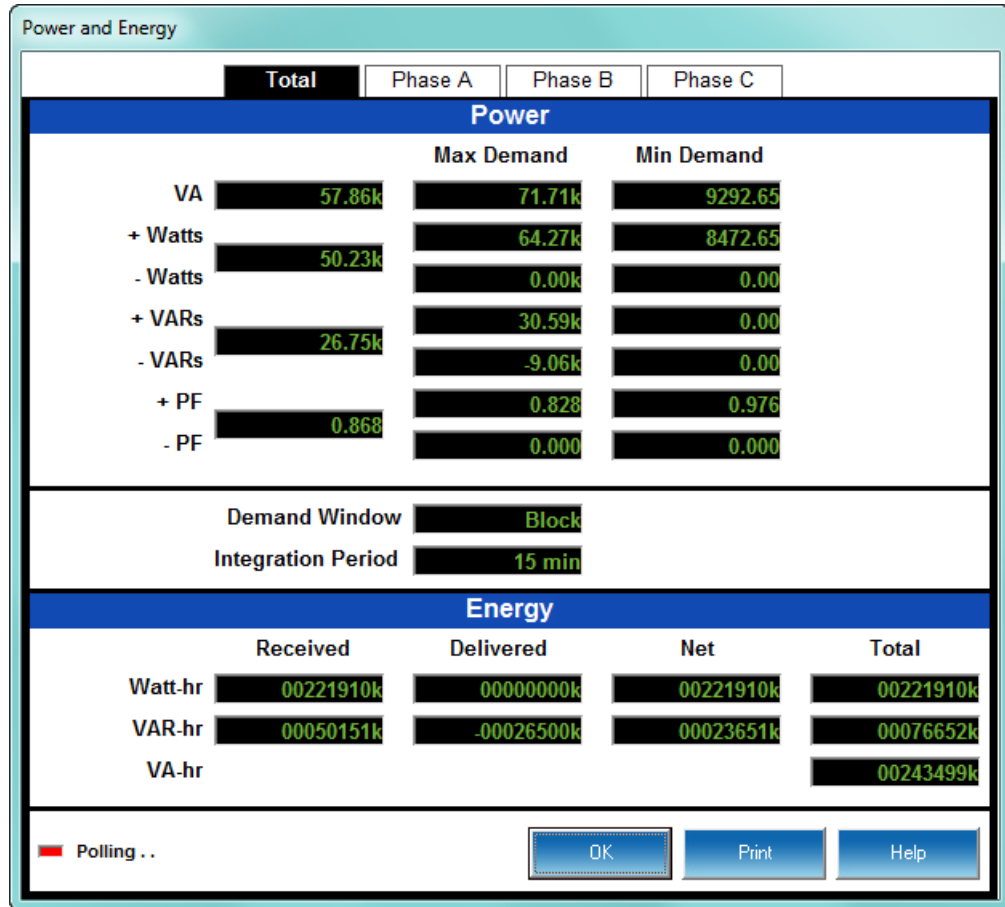 Power and Energy
Total Phase A Phase B Phase C
Power
Max Demand Min Demand
VA 57.86k 71.71k 9292.65
+ Watts 64.27k 8472.65
50.23k
- Watts 0.00k 0.00
+ VARs 30.59k 0.00
26.75k
- VARs -9.06k 0.00
+ PF 0.828 0.976
0.868
- PF 0.000 0.000
Demand Window Block
Integration Period 15 min
Energy
Received Delivered Net Total
Watt-hr 00221910k 00000000k 00221910k 00221910k
VAR-hr 00050151k -00026500k 00023651k 00076652k
VA-hr 00243499k
Polling . . OK Print Help